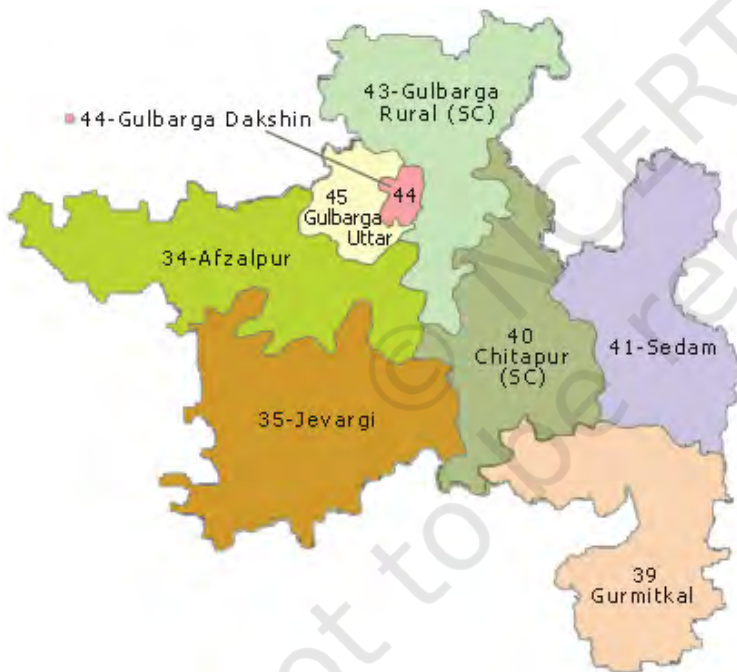 43-Gulbarga
Rural (SC)
44-Gulbarga Dakshin
45
Gulbarga
Uttar
44
34-Afzalpur
40
Chitapur
(SC)
41-Sedam
35-Jevargi
39
Gurmitkal
© NCERT
not to be re